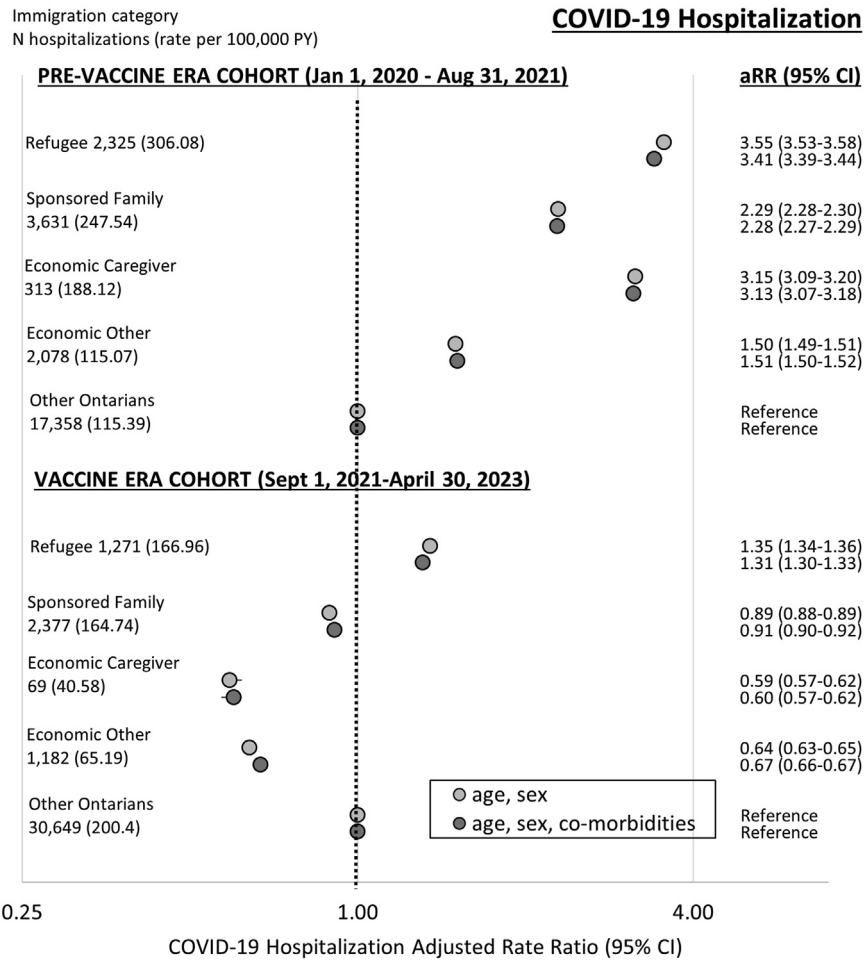 Immigration category
N hospitalizations (rate per 100,000 PY)
COVID-19 Hospitalization
PRE-VACCINE ERA COHORT (Jan 1, 2020 - Aug 31, 2021)
aRR (95% CI)
Refugee 2,325 (306.08)
3.55 (3.53-3.58)
3.41 (3.39-3.44)
Sponsored Family
3,631 (247.54)
2.29 (2.28-2.30)
2.28 (2.27-2.29)
Economic Caregiver
313 (188.12)
3.15 (3.09-3.20)
3.13 (3.07-3.18)
Economic Other
2,078 (115.07)
1.50 (1.49-1.51)
1.51 (1.50-1.52)
Other Ontarians
17,358 (115.39)
Reference
Reference
VACCINE ERA COHORT (Sept 1, 2021-April 30, 2023)
Refugee 1,271 (166.96)
1.35 (1.34-1.36)
1.31 (1.30-1.33)
Sponsored Family
2,377 (164.74)
0.89 (0.88-0.89)
0.91 (0.90-0.92)
Economic Caregiver
69 (40.58)
0.59 (0.57-0.62)
0.60 (0.57-0.62)
Economic Other
1,182 (65.19)
0.64 (0.63-0.65)
0.67 (0.66-0.67)
Other Ontarians
30,649 (200.4)
Reference
Reference
age, sex
age, sex, co-morbidities
0.25 1.00 4.00
COVID-19 Hospitalization Adjusted Rate Ratio (95% CI)